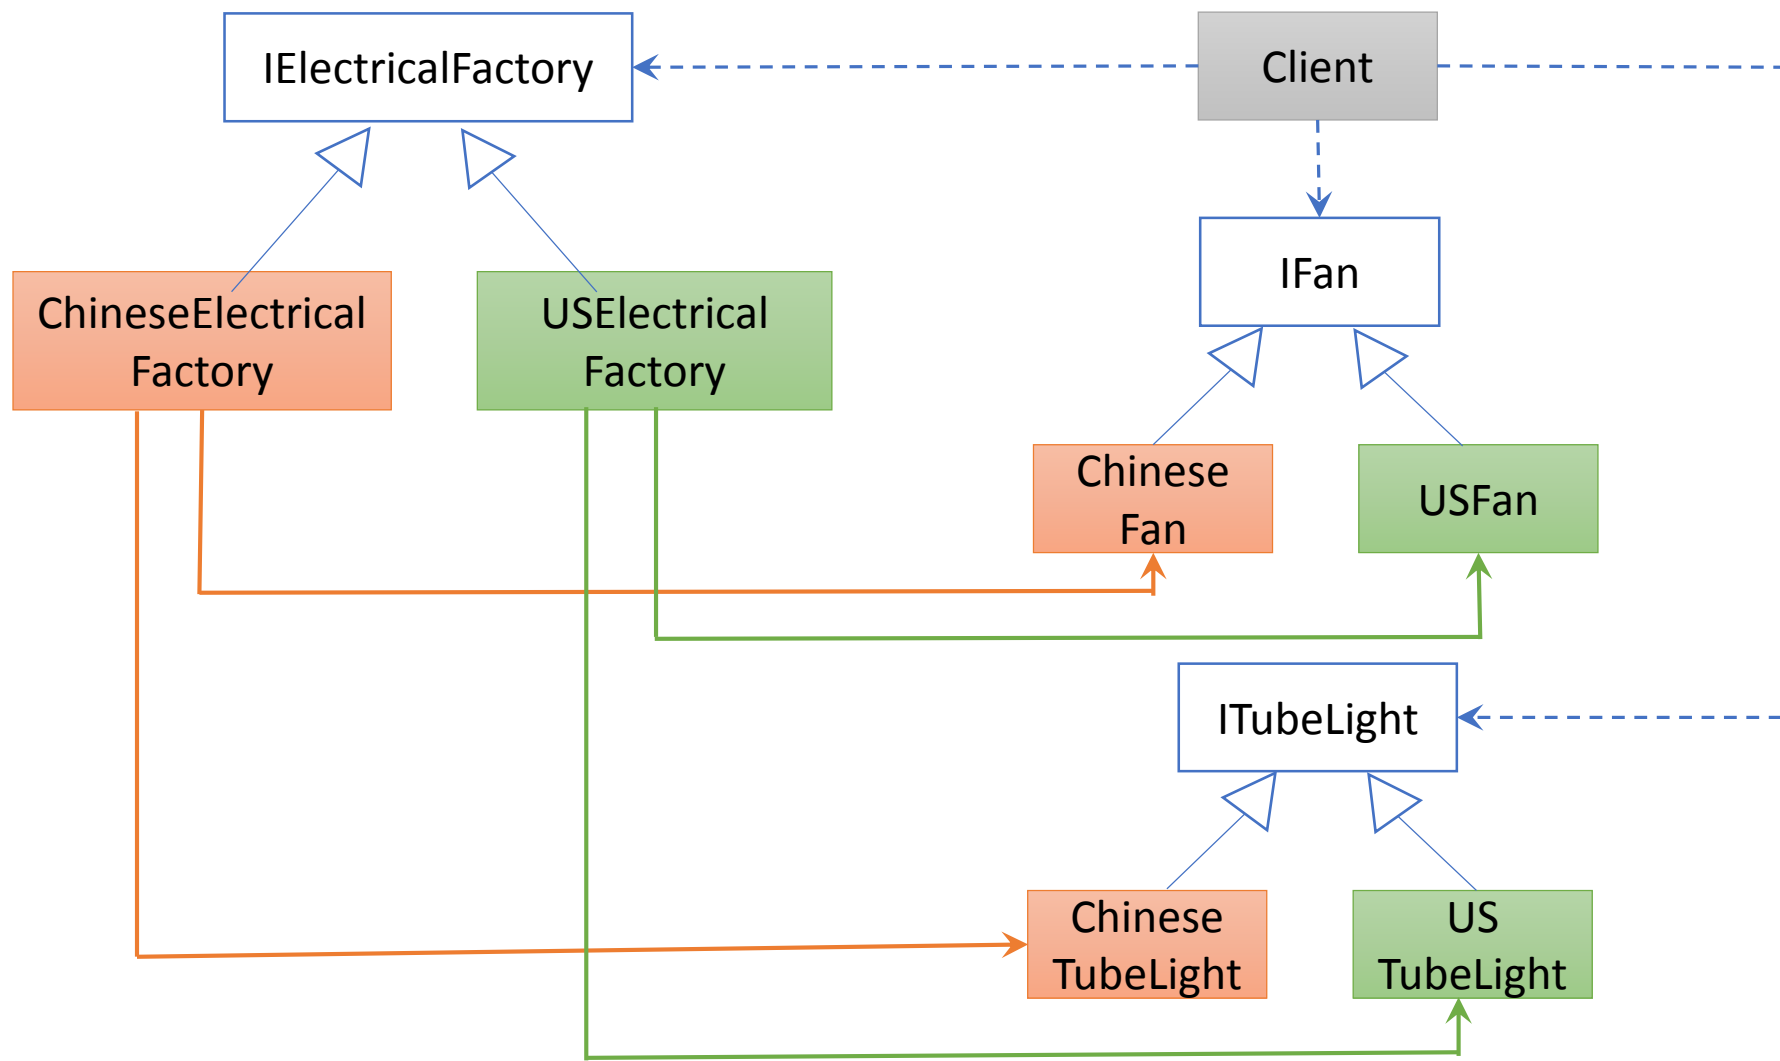 IElectricalFactory
Client
IFan
ChineseElectrical
Factory
USElectrical
Factory
Chinese
Fan
USFan
ITubeLight
Chinese
TubeLight
US
TubeLight